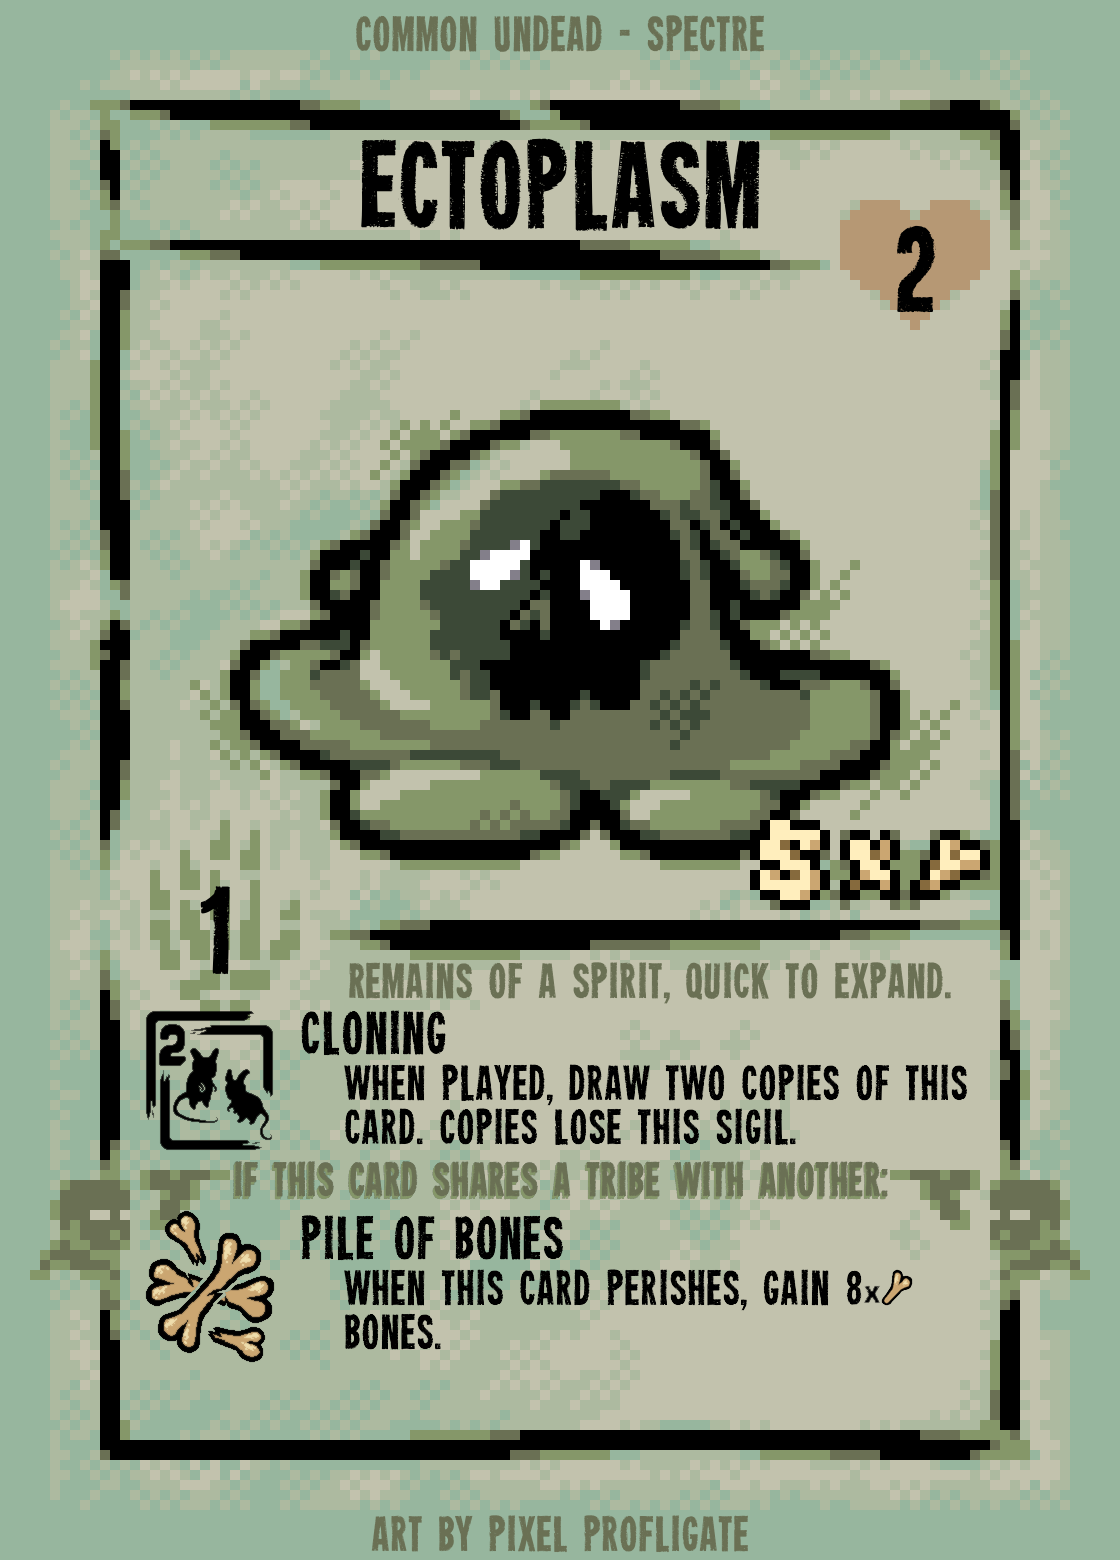 COMMON UNDEAD - SPECTRE
ECTOPLASM
2
5x
1
REMAINS OF A SPIRIT, QUICK TO EXPAND.
2
CLONING
WHEN PLAYED, DRAW TWO COPIES OF THIS
CARD. COPIES LOSE THIS SIGIL.
IF THIS CARD SHARES A TRIBE WITH ANOTHER:
PILE OF BONES
WHEN THIS CARD PERISHES, GAIN 8x
BONES.
ART BY PIXEL PROFLIGATE